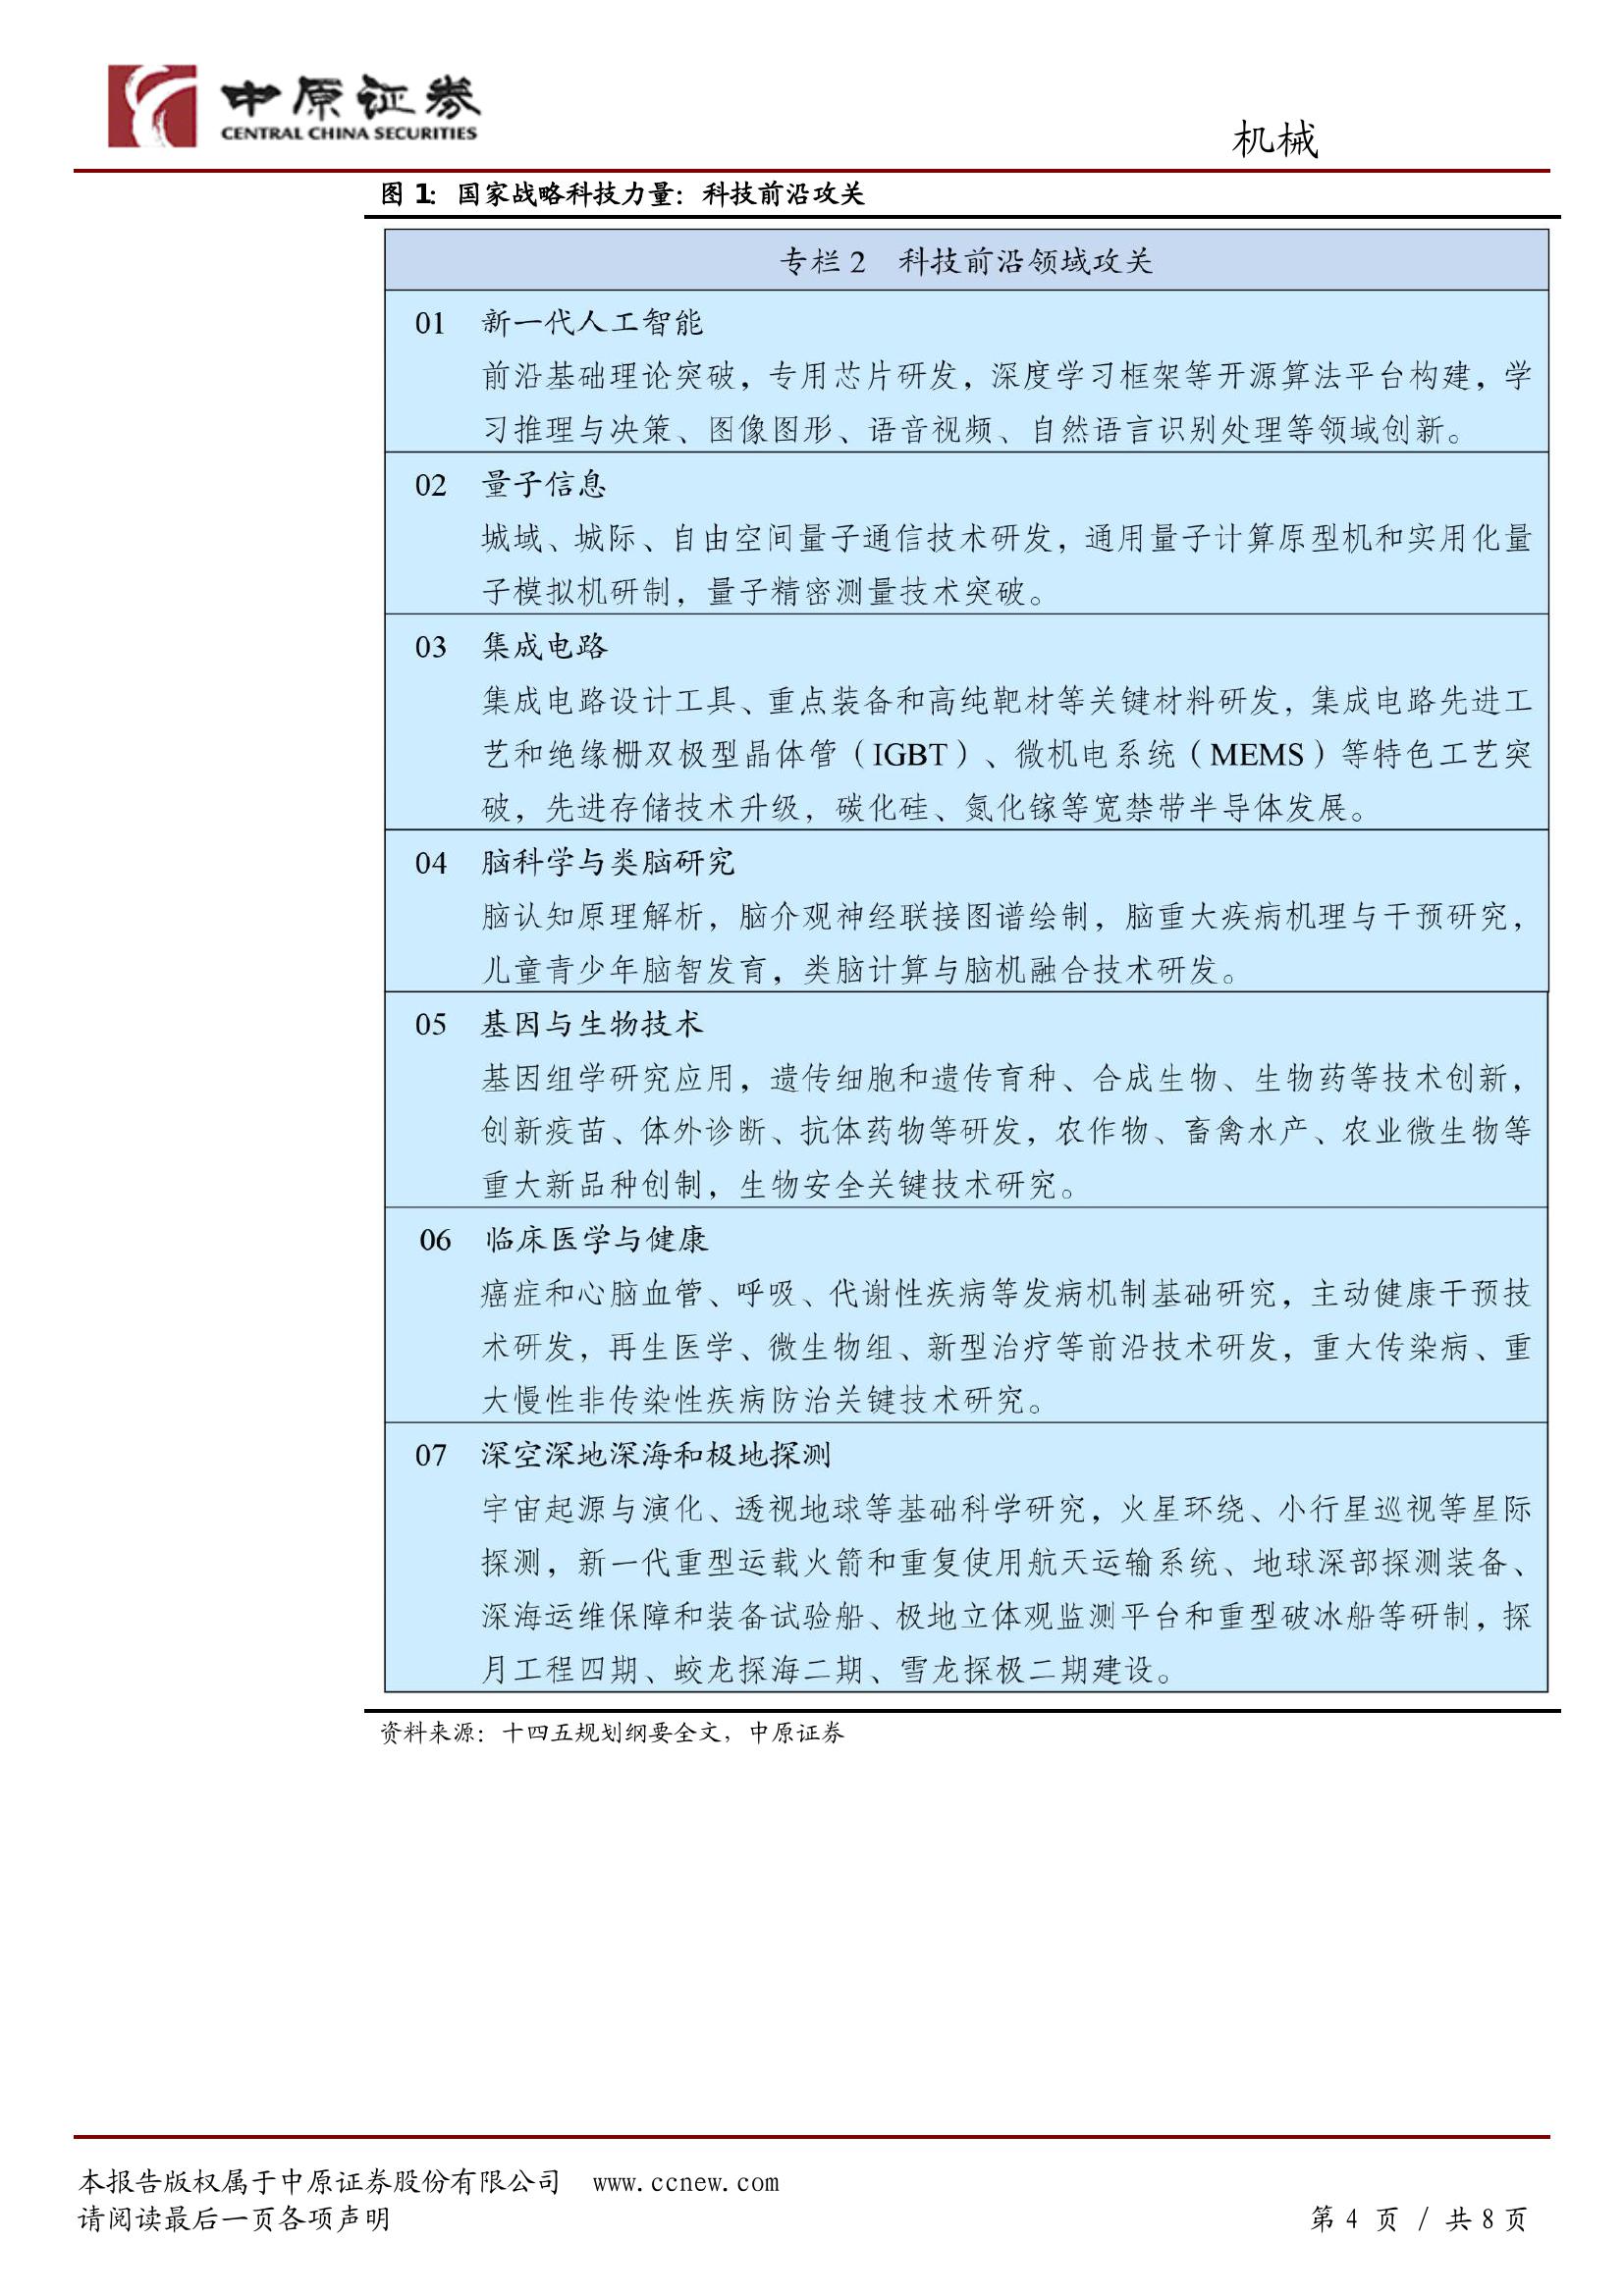 中原证券
CENTRAL CHINA SECURITIES
机械
图 1：国家战略科技力量：科技前沿攻关
专栏 2　科技前沿领域攻关
01　新一代人工智能
前沿基础理论突破，专用芯片研发，深度学习框架等开源算法平台构建，学
习推理与决策、图像图形、语音视频、自然语言识别处理等领域创新。
02　量子信息
城域、城际、自由空间量子通信技术研发，通用量子计算原型机和实用化量
子模拟机研制，量子精密测量技术突破。
03　集成电路
集成电路设计工具、重点装备和高纯靶材等关键材料研发，集成电路先进工
艺和绝缘栅双极型晶体管（IGBT）、微机电系统（MEMS）等特色工艺突
破，先进存储技术升级，碳化硅、氮化镓等宽禁带半导体发展。
04　脑科学与类脑研究
脑认知原理解析，脑介观神经联接图谱绘制，脑重大疾病机理与干预研究，
儿童青少年脑智发育，类脑计算与脑机融合技术研发。
05　基因与生物技术
基因组学研究应用，遗传细胞和遗传育种、合成生物、生物药等技术创新，
创新疫苗、体外诊断、抗体药物等研发，农作物、畜禽水产、农业微生物等
重大新品种创制，生物安全关键技术研究。
06　临床医学与健康
癌症和心脑血管、呼吸、代谢性疾病等发病机制基础研究，主动健康干预技
术研发，再生医学、微生物组、新型治疗等前沿技术研发，重大传染病、重
大慢性非传染性疾病防治关键技术研究。
07　深空深地深海和极地探测
宇宙起源与演化、透视地球等基础科学研究，火星环绕、小行星巡视等星际
探测，新一代重型运载火箭和重复使用航天运输系统、地球深部探测装备、
深海运维保障和装备试验船、极地立体观监测平台和重型破冰船等研制，探
月工程四期、蛟龙探海二期、雪龙探极二期建设。
资料来源：十四五规划纲要全文，中原证券
本报告版权属于中原证券股份有限公司　www.ccnew.com
请阅读最后一页各项声明
第 4 页 / 共 8 页